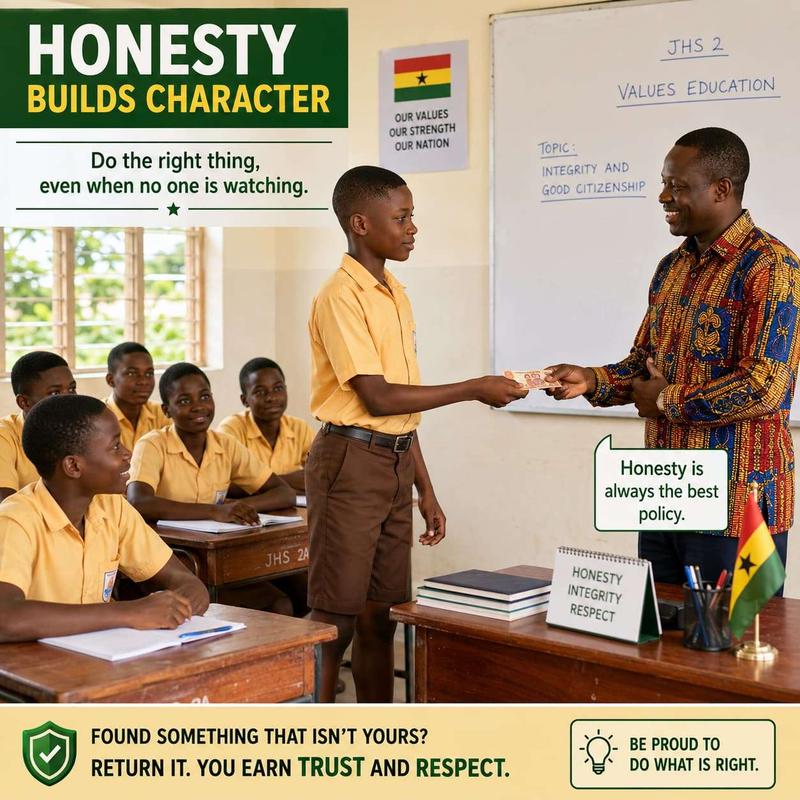 HONESTY
BUILDS CHARACTER
Do the right thing,
even when no one is watching.
OUR VALUES
OUR STRENGTH
OUR NATION
JHS 2
VALUES EDUCATION
TOPIC:
INTEGRITY AND
GOOD CITIZENSHIP
Honesty is
always the best
policy.
JHS 2A
HONESTY
INTEGRITY
RESPECT
FOUND SOMETHING THAT ISN'T YOURS?
RETURN IT. YOU EARN TRUST AND RESPECT.
BE PROUD TO
DO WHAT IS RIGHT.